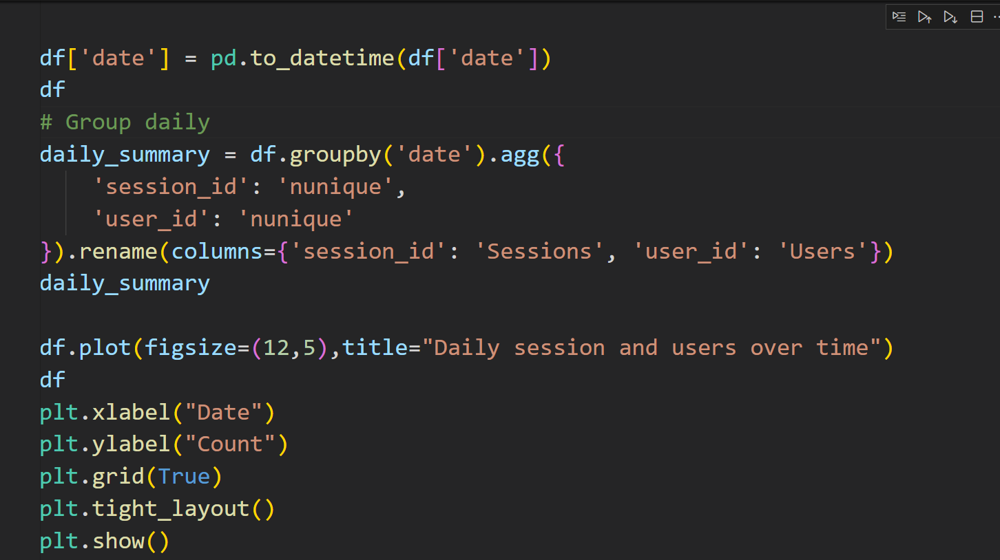 df['date'] = pd.to_datetime(df['date'])
df
# Group daily
daily_summary = df.groupby('date').agg({
    'session_id': 'nunique',
    'user_id': 'nunique'
}).rename(columns={'session_id': 'Sessions', 'user_id': 'Users'})
daily_summary

df.plot(figsize=(12,5),title="Daily session and users over time")
df
plt.xlabel("Date")
plt.ylabel("Count")
plt.grid(True)
plt.tight_layout()
plt.show()